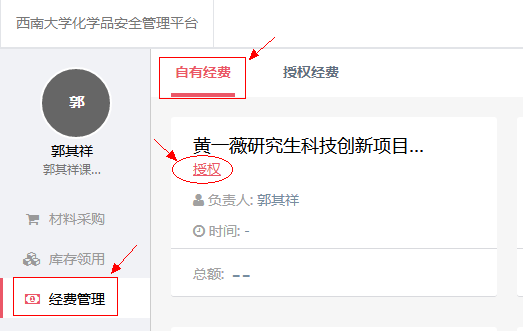 西南大学化学品安全管理平台
自有经费
授权经费
郭
郭其祥
郭其祥课...
材料采购
库存领用
经费管理
黄一薇研究生科技创新项目...
授权
负责人: 郭其祥
时间: -
总额: --